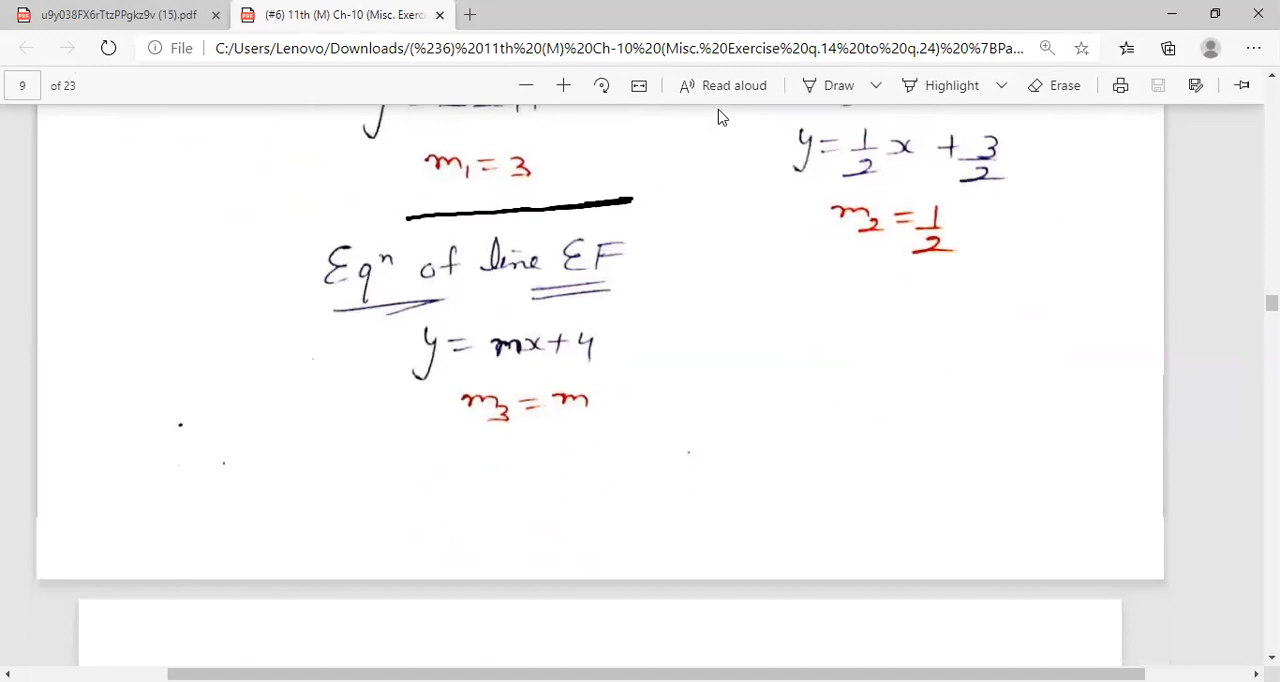 u9y038FX6rTtzPPgkz9v (15).pdf
(#6) 11th (M) Ch-10 (Misc. Exerc
File
C:/Users/Lenovo/Downloads/(%236)%2011th%20(M)%20Ch-10%20(Misc.%20Exercise%20q.14%20to%20q.24)%20%7BPa...
9 of 23
Read aloud
Draw
Highlight
Erase
m₁ = 3
y = 1/2 x + 3/2
m₂ = 1/2
Eqⁿ of line EF
y = mx + 4
m₃ = m